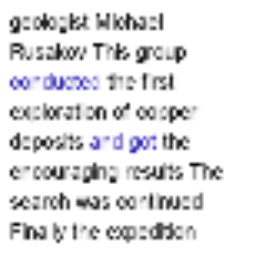 geologist Michael
Rusakov This group
conducted the first
exploration of copper
deposits and got the
encouraging results The
search was continued
Finally the expedition